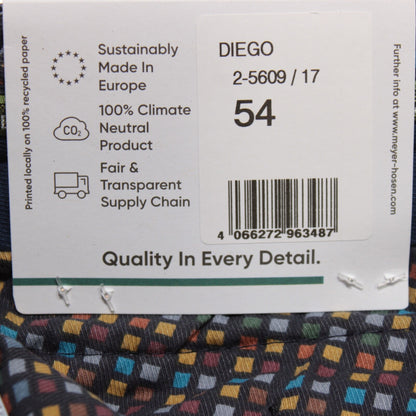 Printed locally on 100% recycled paper
Sustainably
Made In
Europe
CO2
100% Climate
Neutral
Product
Fair &
Transparent
Supply Chain
DIEGO
2-5609 / 17
54
4 066272 963487
Further info at www.meyer-hosen.com
Quality In Every Detail.